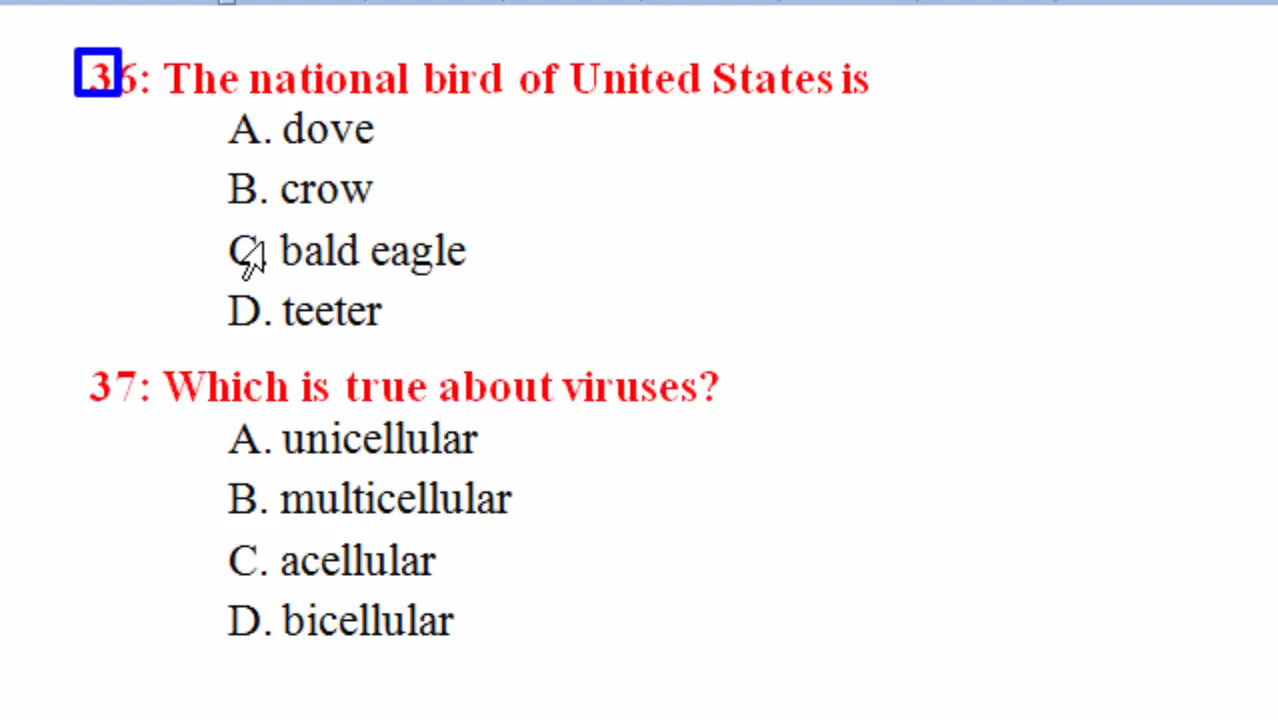 36: The national bird of United States is
A. dove
B. crow
C. bald eagle
D. teeter
37: Which is true about viruses?
A. unicellular
B. multicellular
C. acellular
D. bicellular